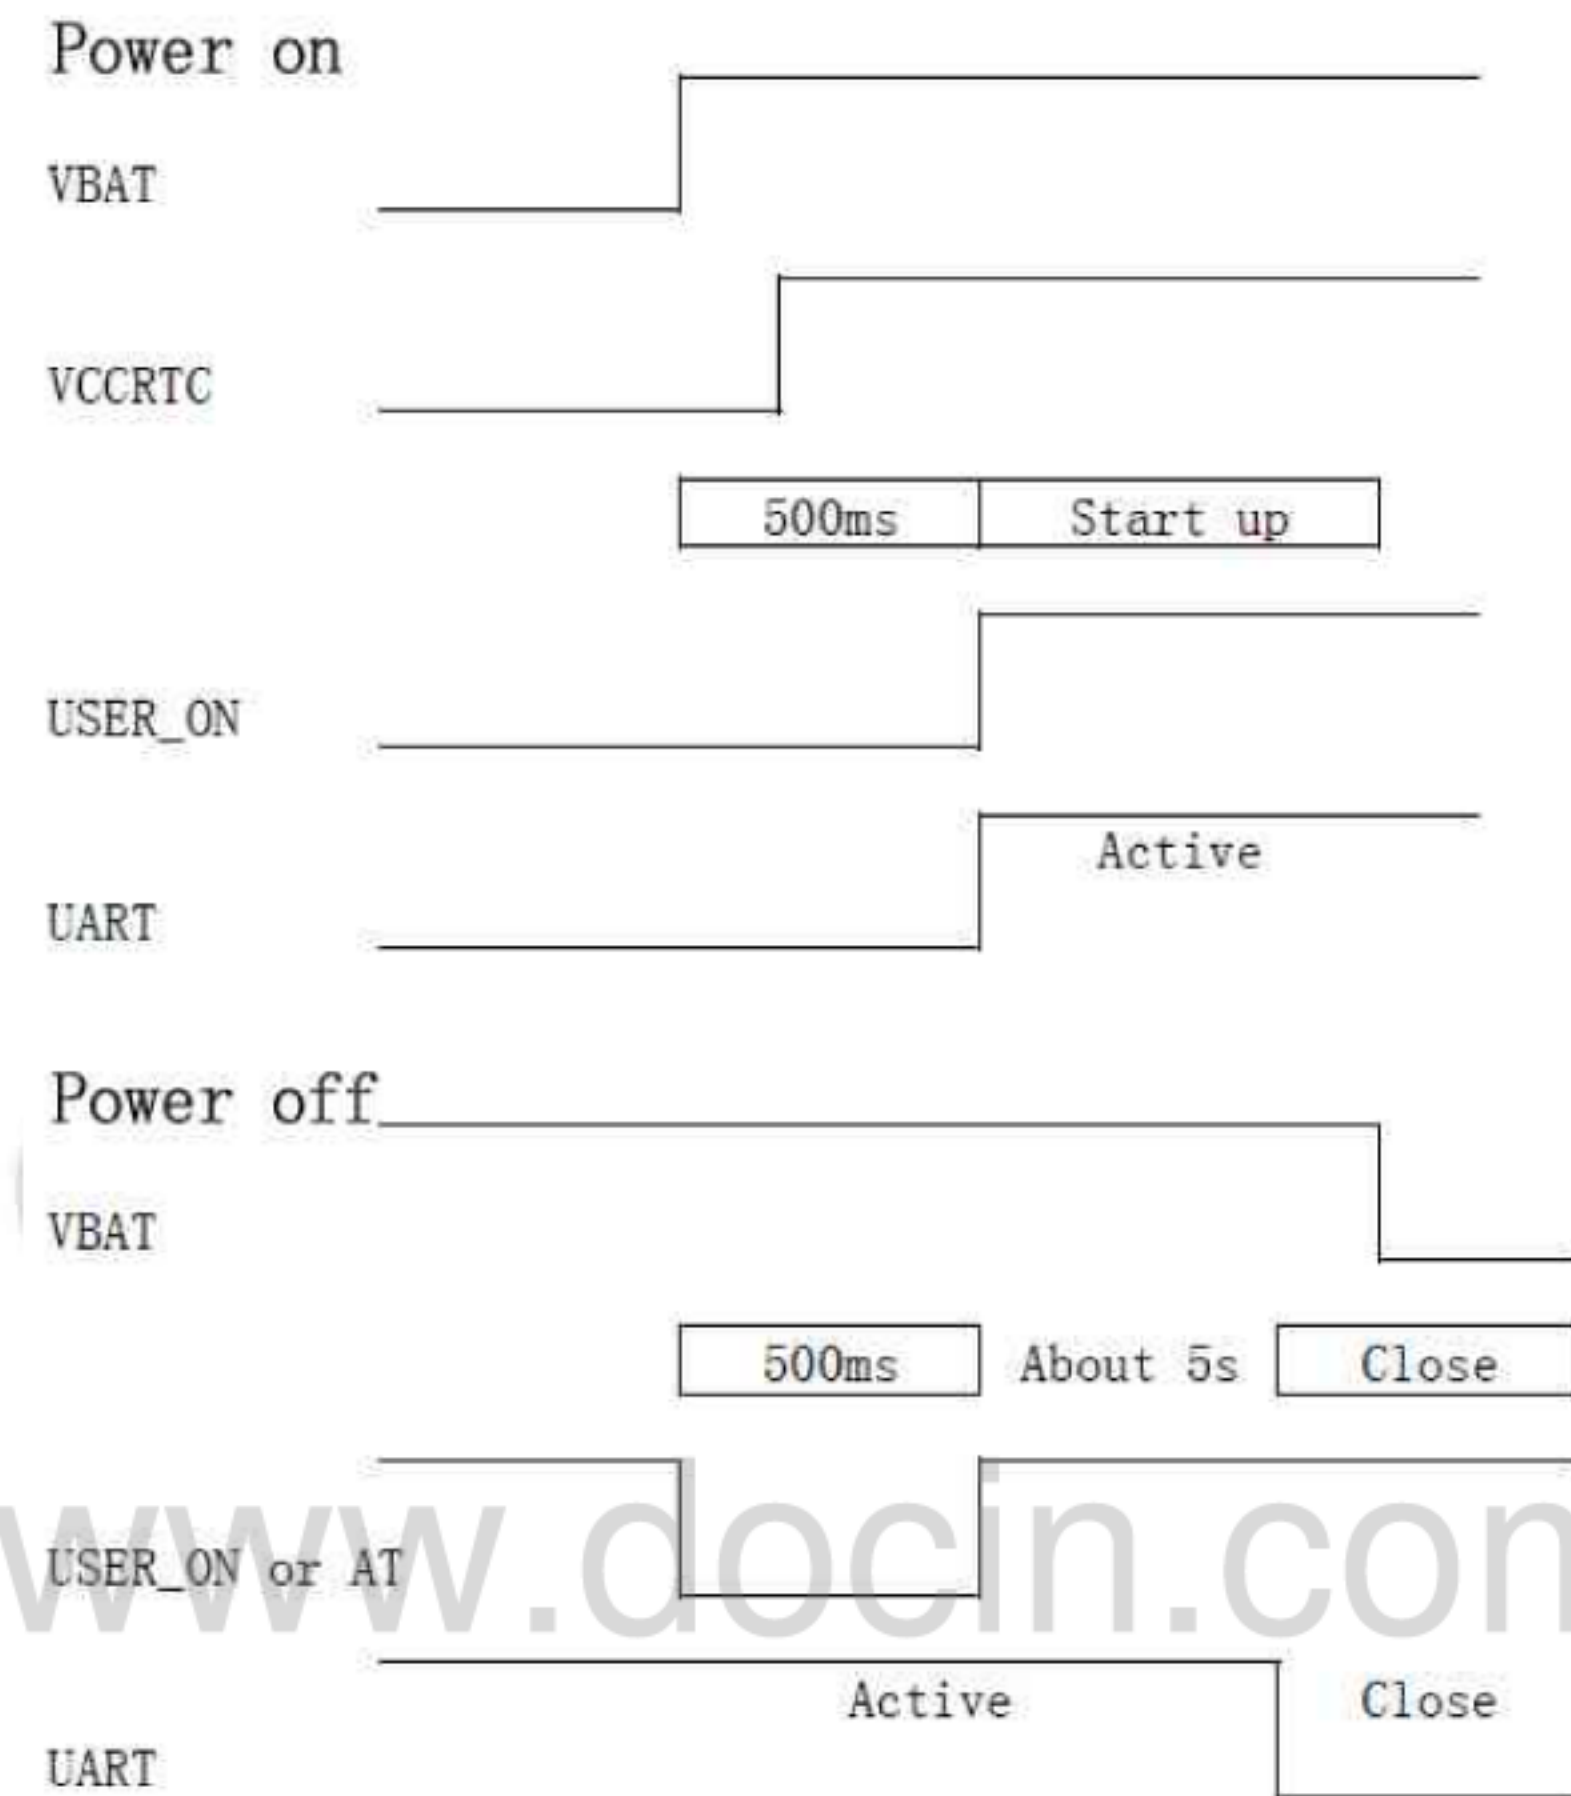 Power on
VBAT
VCCRTC
500ms Start up
USER_ON
Active
UART
Power off
VBAT
500ms About 5s Close
USER_ON or AT
www.docin.com
Active Close
UART